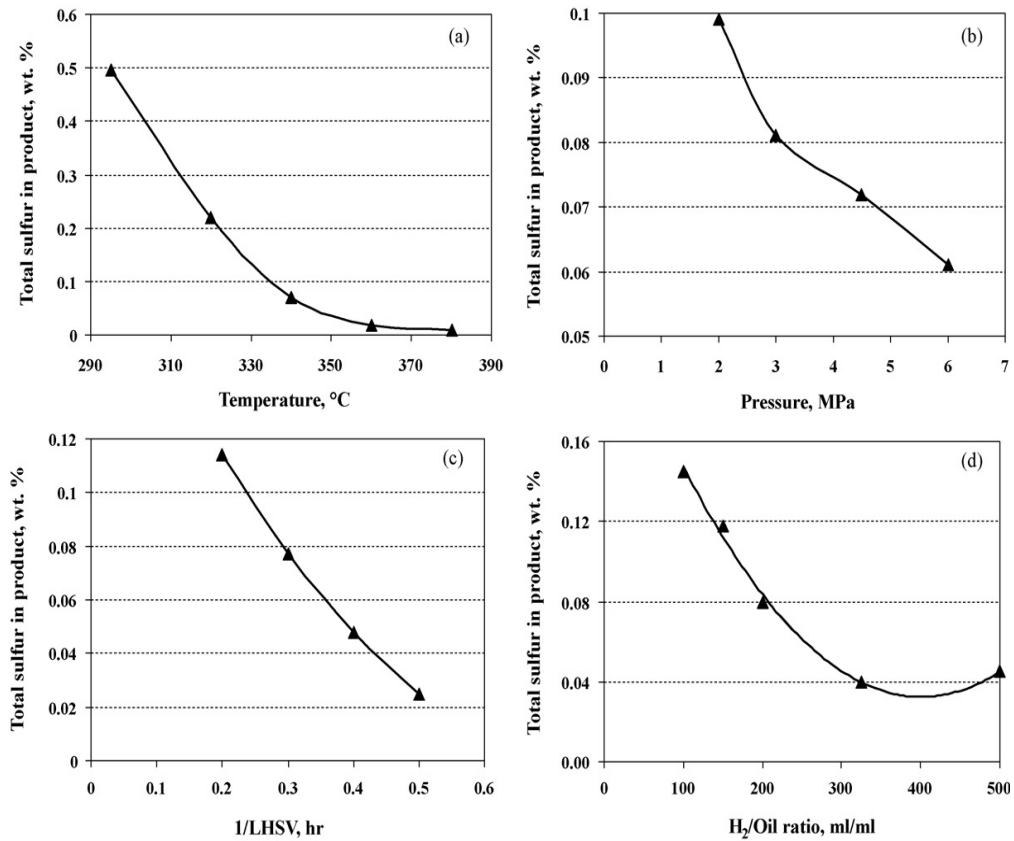 (a)
Total sulfur in product, wt. %
0.6
0.5
0.4
0.3
0.2
0.1
0
290 310 330 350 370 390
Temperature, °C
(b)
Total sulfur in product, wt. %
0.1
0.09
0.08
0.07
0.06
0.05
0 1 2 3 4 5 6 7
Pressure, MPa
(c)
Total sulfur in product, wt. %
0.12
0.1
0.08
0.06
0.04
0.02
0
0 0.1 0.2 0.3 0.4 0.5 0.6
1/LHSV, hr
(d)
Total sulfur in product, wt. %
0.16
0.12
0.08
0.04
0.00
0 100 200 300 400 500
H₂/Oil ratio, ml/ml